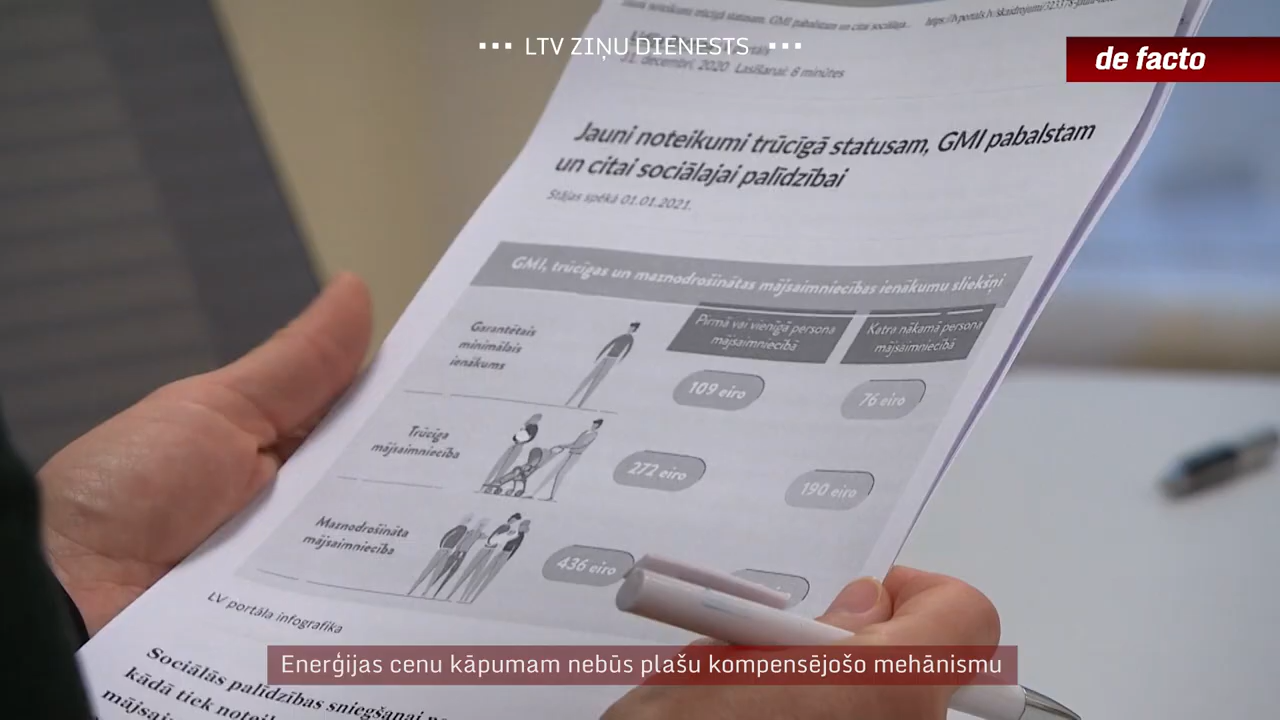 LTV ZIŅU DIENESTS
de facto
31. decembrī, 2020 Lasīšanai: 8 minūtes
Jauni noteikumi trūcīgā statusam, GMI pabalstam
un citai sociālajai palīdzībai
Stājas spēkā 01.01.2021.
GMI, trūcīgas un maznodrošinātas mājsaimniecības ienākumu sliekšņi
Pirmā vai vienīgā persona
mājsaimniecībā
Katra nākamā persona
mājsaimniecībā
Garantētais
minimālais
ienākums
109 eiro
76 eiro
Trūcīga
mājsaimniecība
272 eiro
190 eiro
Maznodrošināta
mājsaimniecība
436 eiro
LV portāla infografika
Sociālās palīdzības sniegšanai
kādā tiek
Enerģijas cenu kāpumam nebūs plašu kompensējošo mehānismu